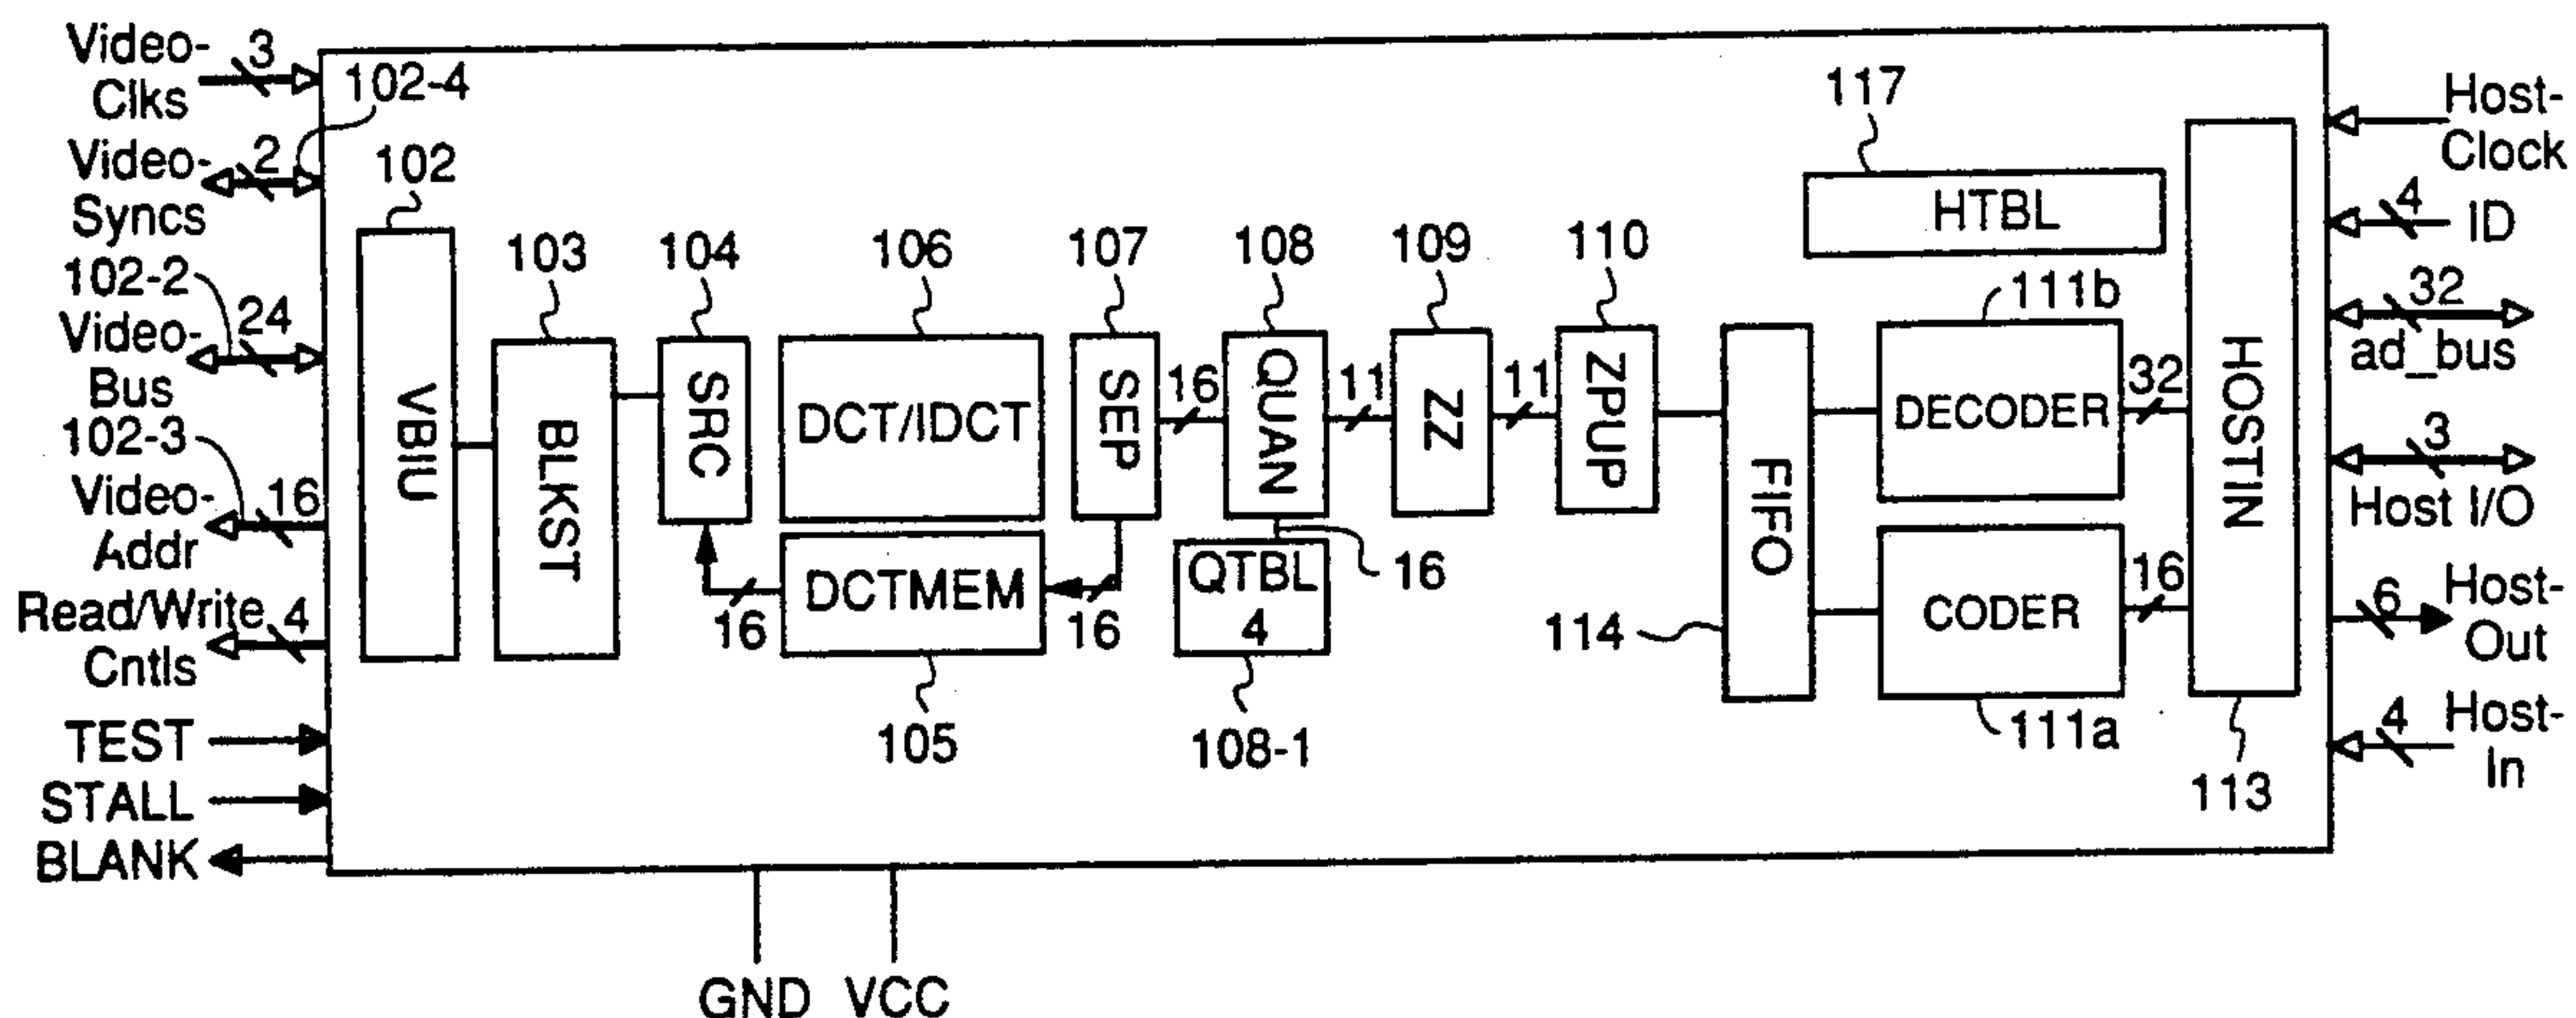 Video-
Clks
3
102-4
Video-
Syncs
2
102
102-2
Video-
Bus
24
102-3
Video-
Addr
16
Read/Write
Cntls
4
TEST
STALL
BLANK
GND
VCC
VBIU
103
BLKST
104
SRC
106
DCT/IDCT
16
DCTMEM
16
105
107
SEP
16
108
QUAN
11
16
QTBL
4
108-1
109
ZZ
11
110
ZPUP
114
FIFO
117
HTBL
111b
DECODER
32
CODER
16
111a
HOSTIN
113
Host-
Clock
4
ID
32
ad_bus
3
Host I/O
6
Host-
Out
4
Host-
In